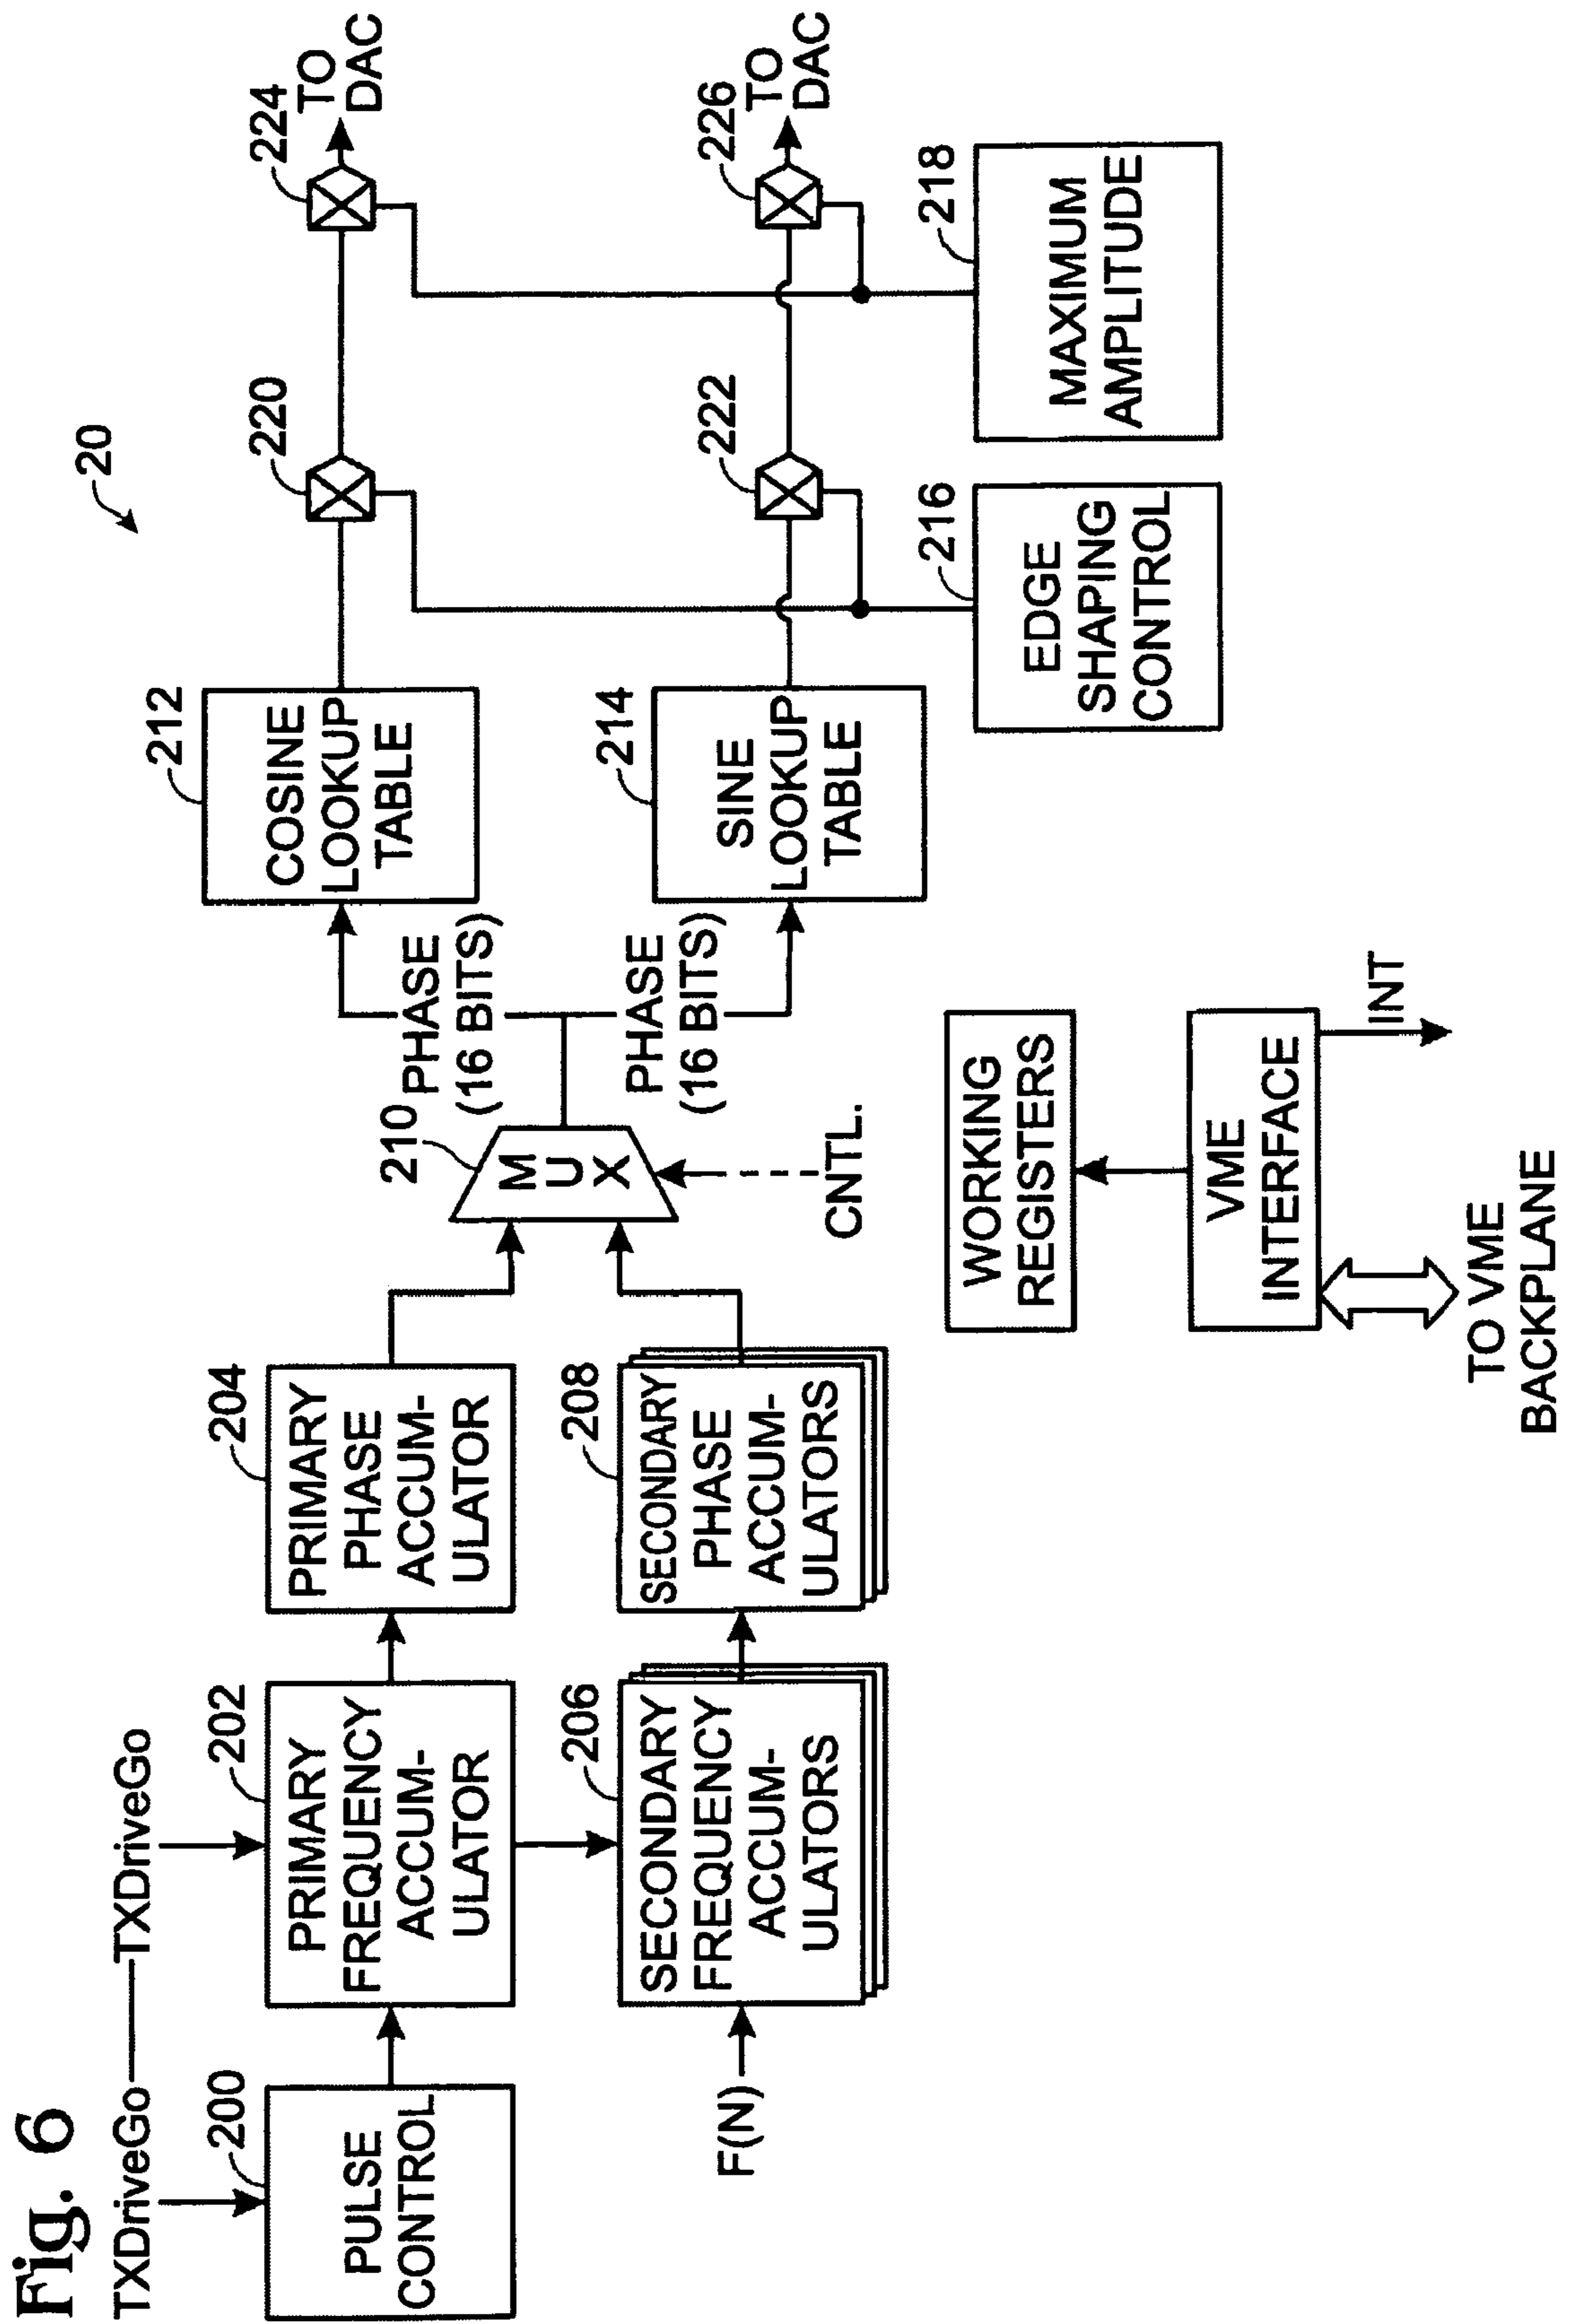 Fig. 6
20
TXDriveGo
TXDriveGo
200
PULSE
CONTROL
202
PRIMARY
FREQUENCY
ACCUM-
ULATOR
204
PRIMARY
PHASE
ACCUM-
ULATOR
F(N)
206
SECONDARY
FREQUENCY
ACCUM-
ULATORS
208
SECONDARY
PHASE
ACCUM-
ULATORS
210
MUX
CNTL.
PHASE
(16 BITS)
PHASE
(16 BITS)
212
COSINE
LOOKUP
TABLE
214
SINE
LOOKUP
TABLE
220
222
224
TO
DAC
226
TO
DAC
216
EDGE
SHAPING
CONTROL
218
MAXIMUM
AMPLITUDE
WORKING
REGISTERS
VME
INTERFACE
INT
TO VME
BACKPLANE